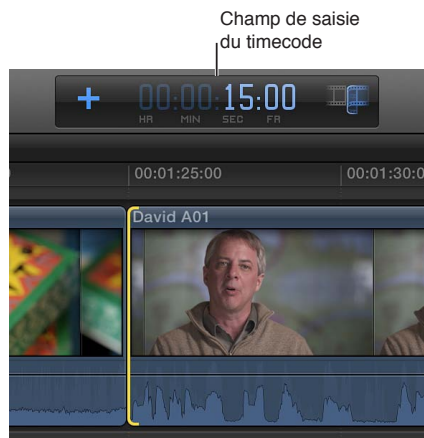 Champ de saisie
du timecode
+ 00:00:15:00
HR MIN SEC FR
00:01:25:00 00:01:30:0
David A01